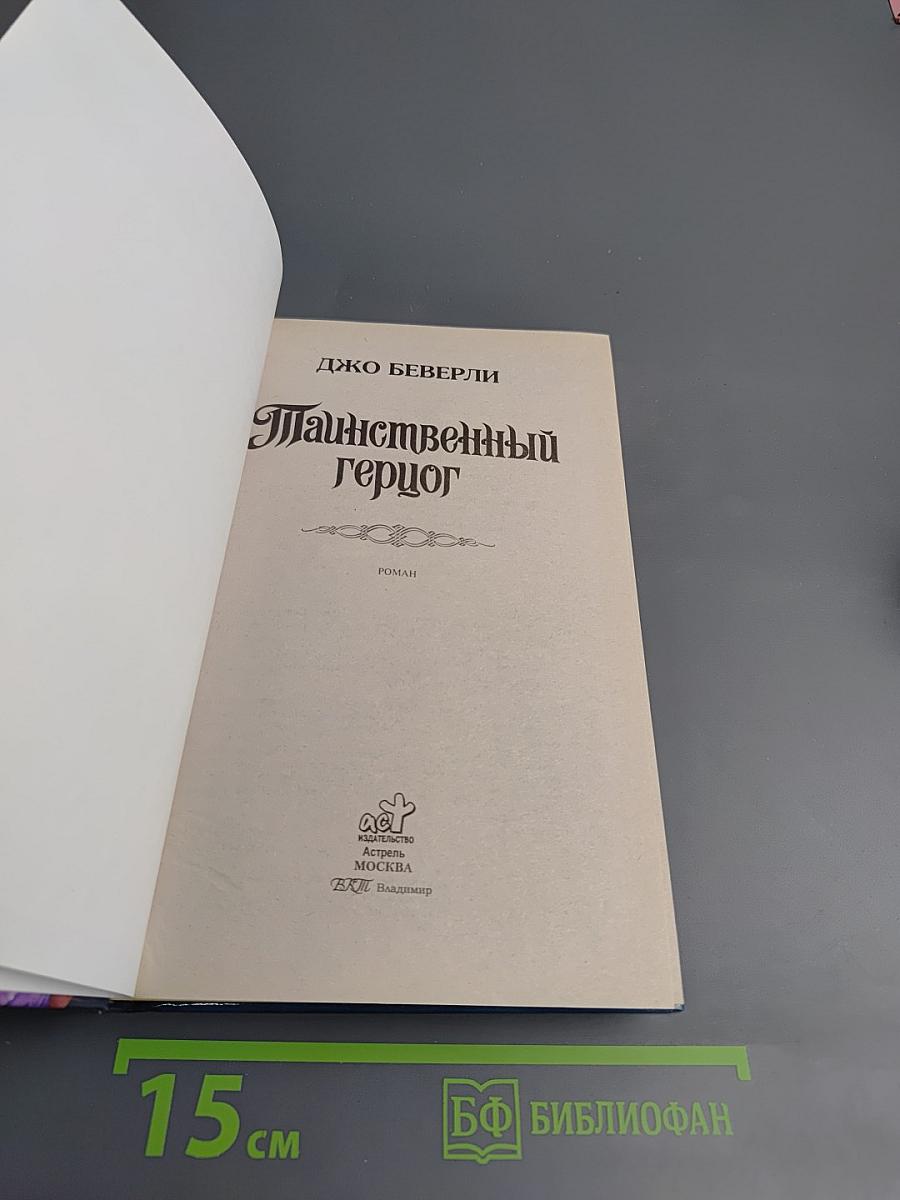 ДЖО БЕВЕРЛИ
Таинственный
герцог
РОМАН
аст
ИЗДАТЕЛЬСТВО
Астрель
МОСКВА
ВКТ Владимир
15 см
БФ БИБЛИОФАН